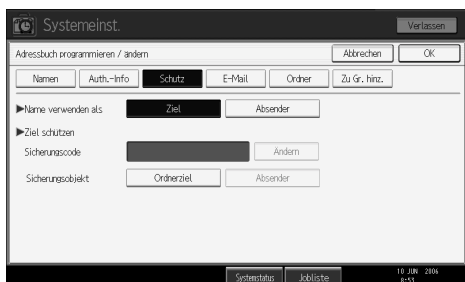 Systemeinst.
Verlassen
Adressbuch programmieren / ändern
Abbrechen
OK
Namen
Auth.-Info
Schutz
E-Mail
Ordner
Zu Gr. hinz.
▶Name verwenden als
Ziel
Absender
▶Ziel schützen
Sicherungscode
Ändern
Sicherungsobjekt
Ordnerziel
Absender
Systemstatus
Jobliste
10 JUN 2006
8:53